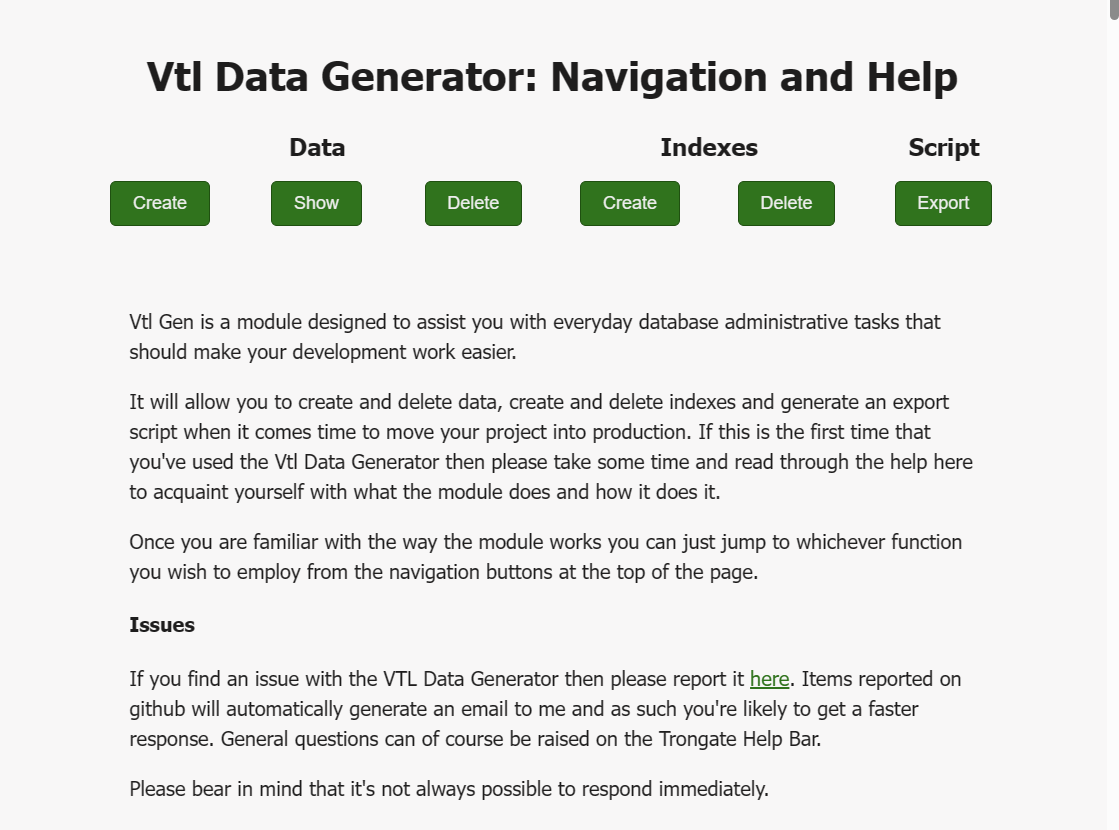 Vtl Data Generator: Navigation and Help
Data Indexes Script
Create Show Delete Create Delete Export
Vtl Gen is a module designed to assist you with everyday database administrative tasks that
should make your development work easier.
It will allow you to create and delete data, create and delete indexes and generate an export
script when it comes time to move your project into production. If this is the first time that
you've used the Vtl Data Generator then please take some time and read through the help here
to acquaint yourself with what the module does and how it does it.
Once you are familiar with the way the module works you can just jump to whichever function
you wish to employ from the navigation buttons at the top of the page.
Issues
If you find an issue with the VTL Data Generator then please report it here. Items reported on
github will automatically generate an email to me and as such you're likely to get a faster
response. General questions can of course be raised on the Trongate Help Bar.
Please bear in mind that it's not always possible to respond immediately.